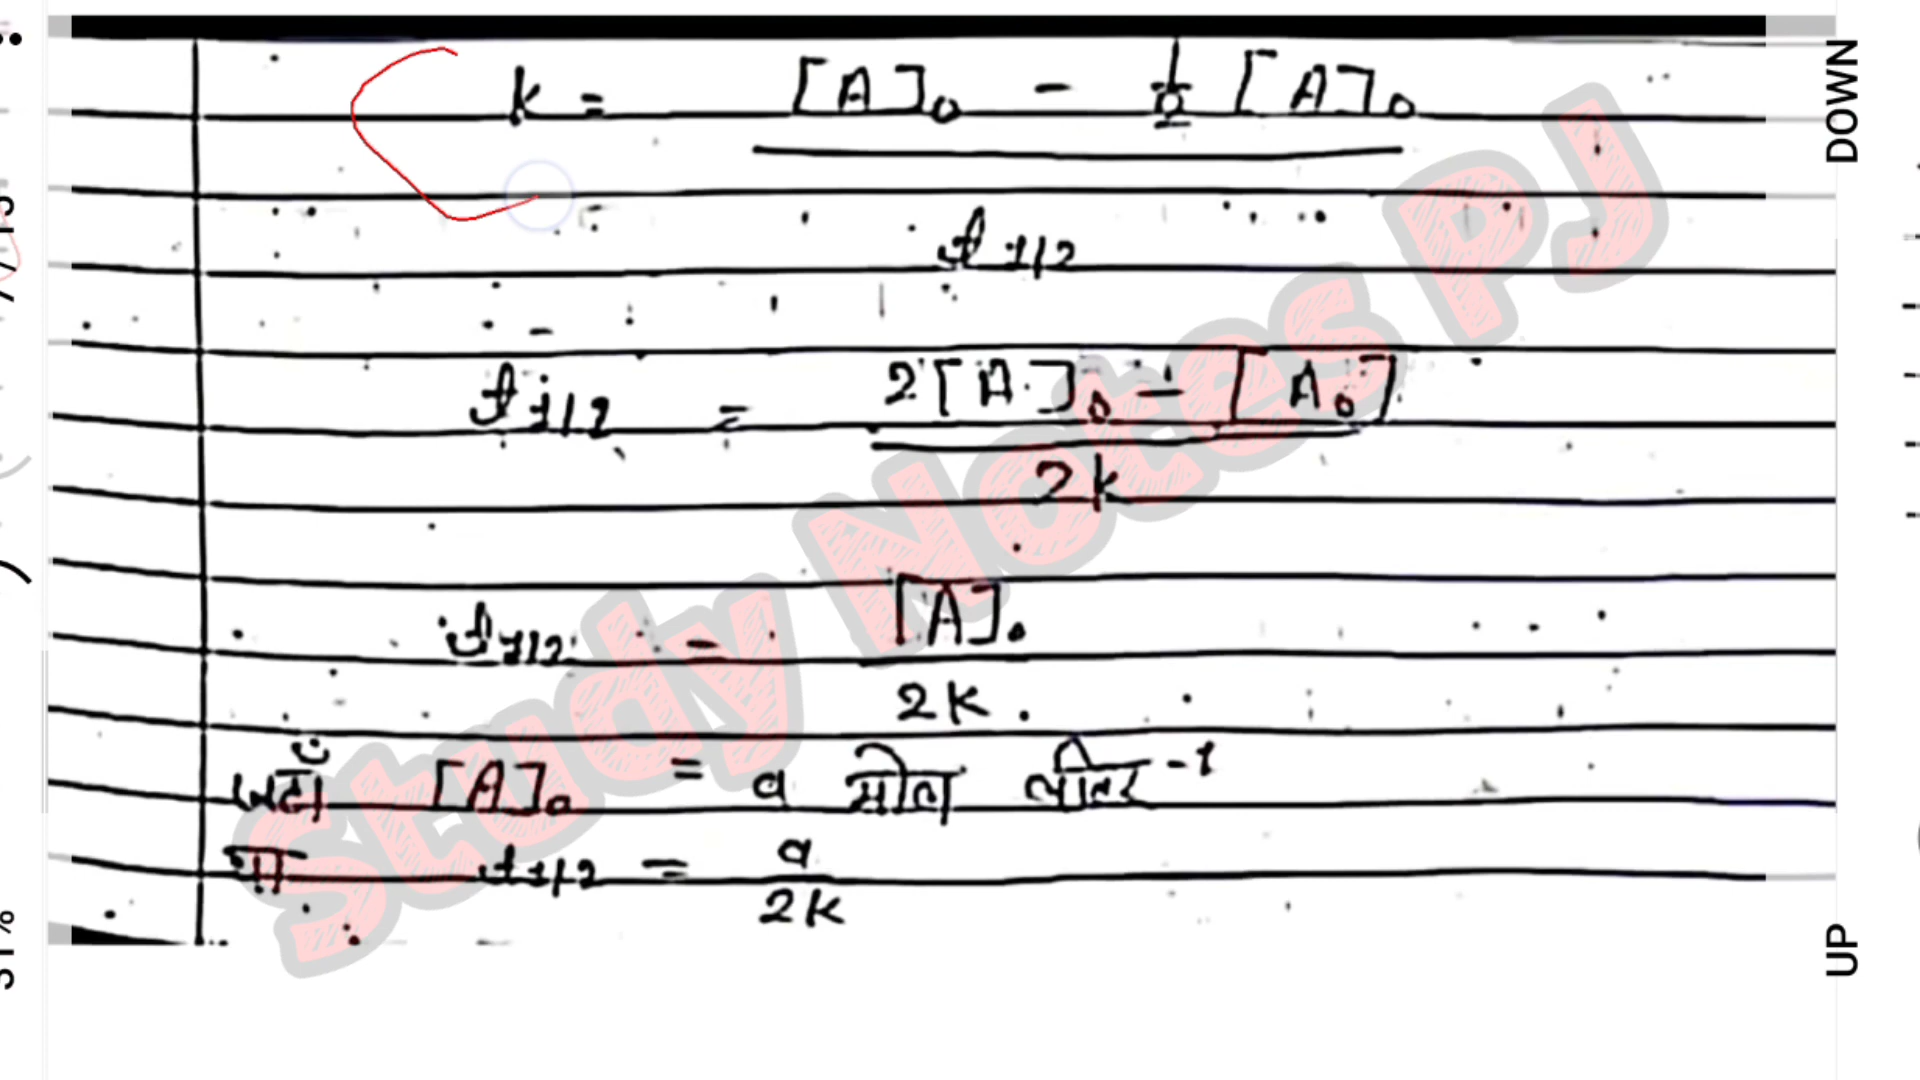 k = [A]₀ - ½ [A]₀
t₁/₂
t₁/₂ = 2[A]₀ - [A₀]
2k
t₁/₂ = [A]₀
2k.
जहाँ [A]₀ = a मोल लीटर⁻¹
या t₁/₂ = a
2k
Study Notes PJ
DOWN
UP